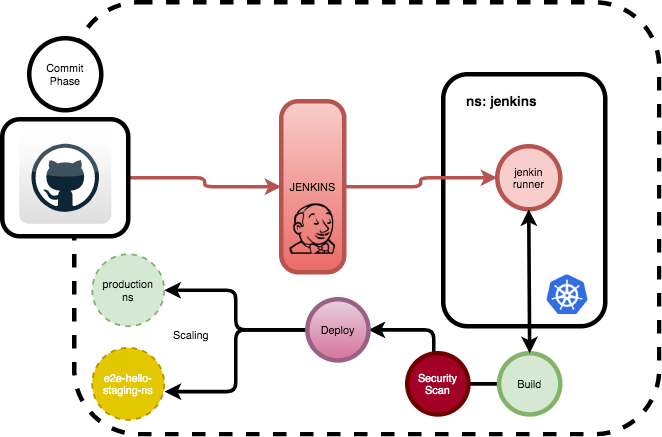 Commit
Phase
ns: jenkins
JENKINS
jenkin
runner
production
ns
Scaling
Deploy
e2e-hello-
staging-ns
Security
Scan
Build